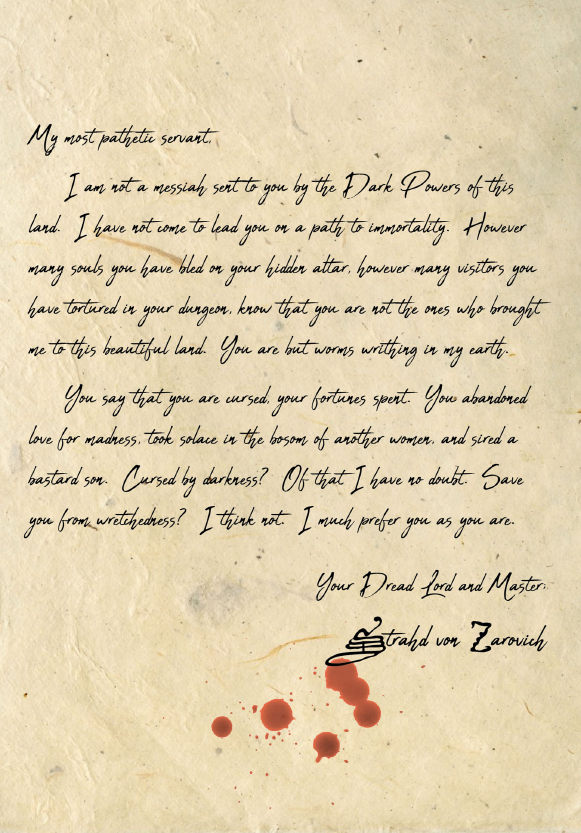 My most pathetic servant,
I am not a messiah sent to you by the Dark Powers of this
land. I have not come to lead you on a path to immortality. However
many souls you have bled on your hidden altar, however many visitors you
have tortured in your dungeon, know that you are not the ones who brought
me to this beautiful land. You are but worms writhing in my earth.
You say that you are cursed, your fortunes spent. You abandoned
love for madness, took solace in the bosom of another women, and sired a
bastard son. Cursed by darkness? Of that I have no doubt. Save
you from wretchedness? I think not. I much prefer you as you are.
Your Dread Lord and Master,
Strahd von Zarovich